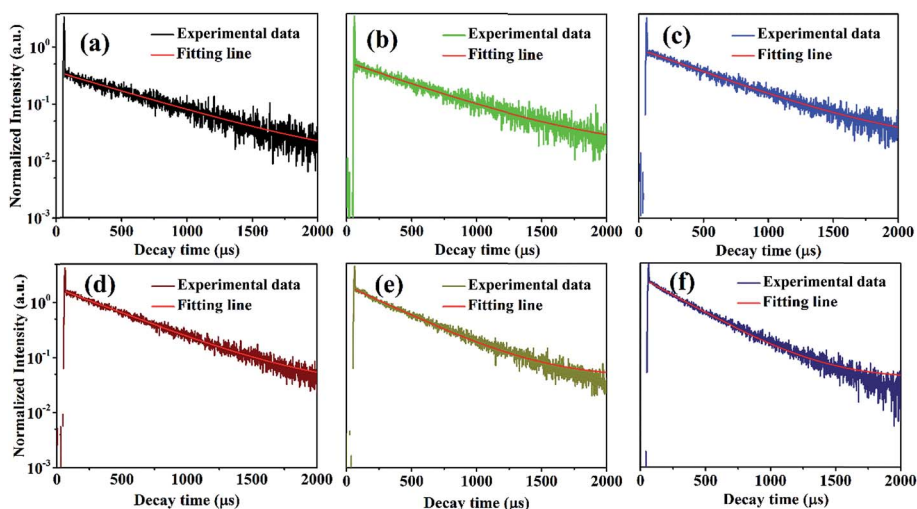 (a)
Experimental data
Fitting line
(b)
Experimental data
Fitting line
(c)
Experimental data
Fitting line
Normalized Intensity (a.u.)
10⁰
10⁻¹
10⁻²
10⁻³
0 500 1000 1500 2000
0 500 1000 1500 2000
0 500 1000 1500 2000
Decay time (μs)
Decay time (μs)
Decay time (μs)
(d)
Experimental data
Fitting line
(e)
Experimental data
Fitting line
(f)
Experimental data
Fitting line
Normalized Intensity (a.u.)
10⁰
10⁻¹
10⁻²
10⁻³
0 500 1000 1500 2000
0 500 1000 1500 2000
0 500 1000 1500 2000
Decay time (μs)
Decay time (μs)
Decay time (μs)